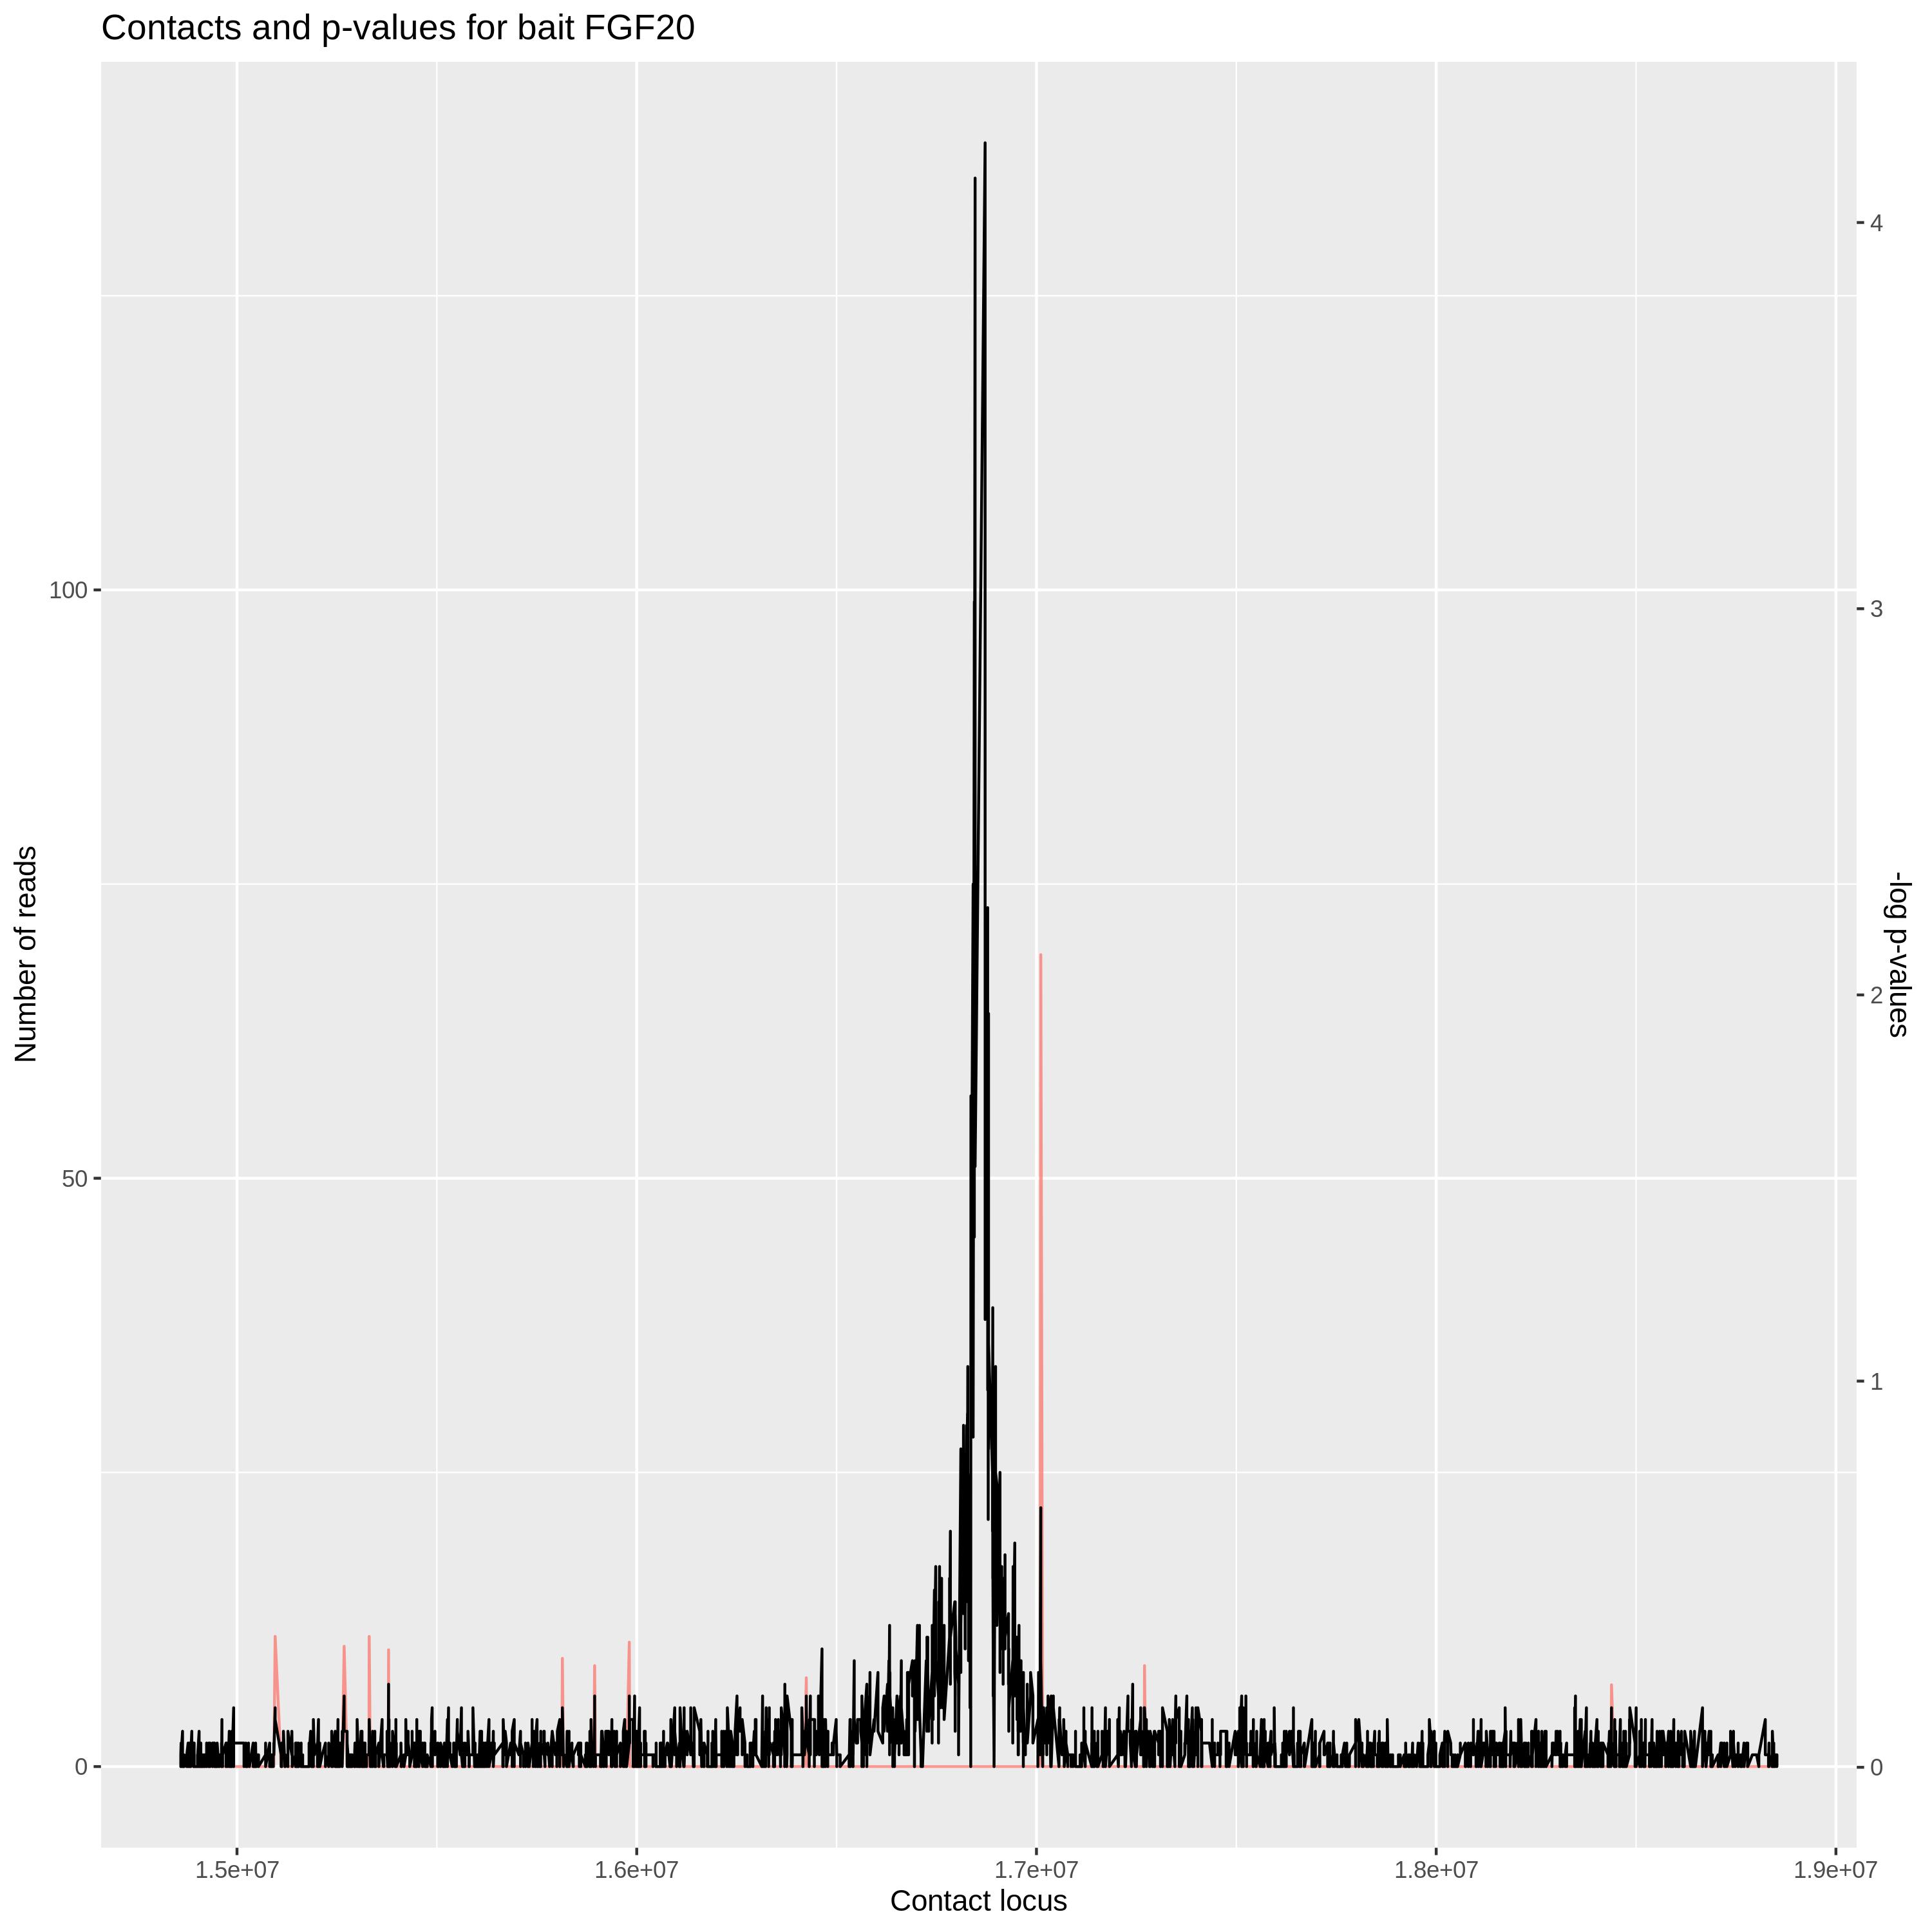 Contacts and p-values for bait FGF20
Number of reads
100
50
0
4
3
2
1
0
-log p-values
1.5e+07 1.6e+07 1.7e+07 1.8e+07 1.9e+07
Contact locus